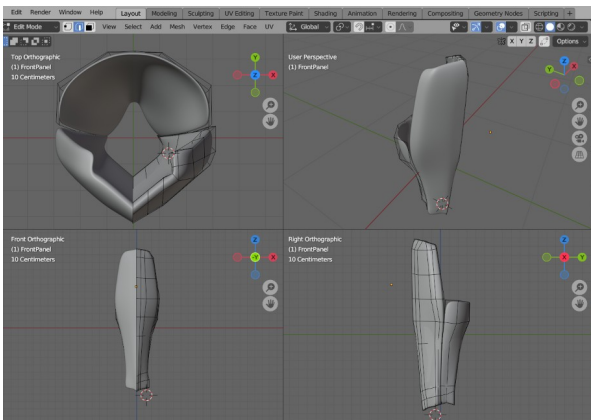 Edit Render Window Help Layout Modeling Sculpting UV Editing Texture Paint Shading Animation Rendering Compositing Geometry Nodes Scripting +
Edit Mode View Select Add Mesh Vertex Edge Face UV Global
X Y Z Options
Top Orthographic
(1) FrontPanel
10 Centimeters
Y
Z
X
User Perspective
(1) FrontPanel
10 Centimeters
Z
Y
X
Front Orthographic
(1) FrontPanel
10 Centimeters
Z
-Y
X
Right Orthographic
(1) FrontPanel
10 Centimeters
Z
X
Y